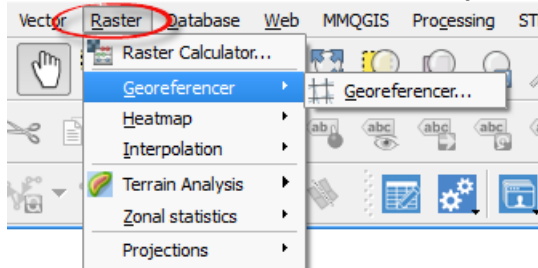 Vector Raster Database Web MMQGIS Processing ST
Raster Calculator...
Georeferencer Georeferencer...
Heatmap
Interpolation
Terrain Analysis
Zonal statistics
Projections
abc abc abc